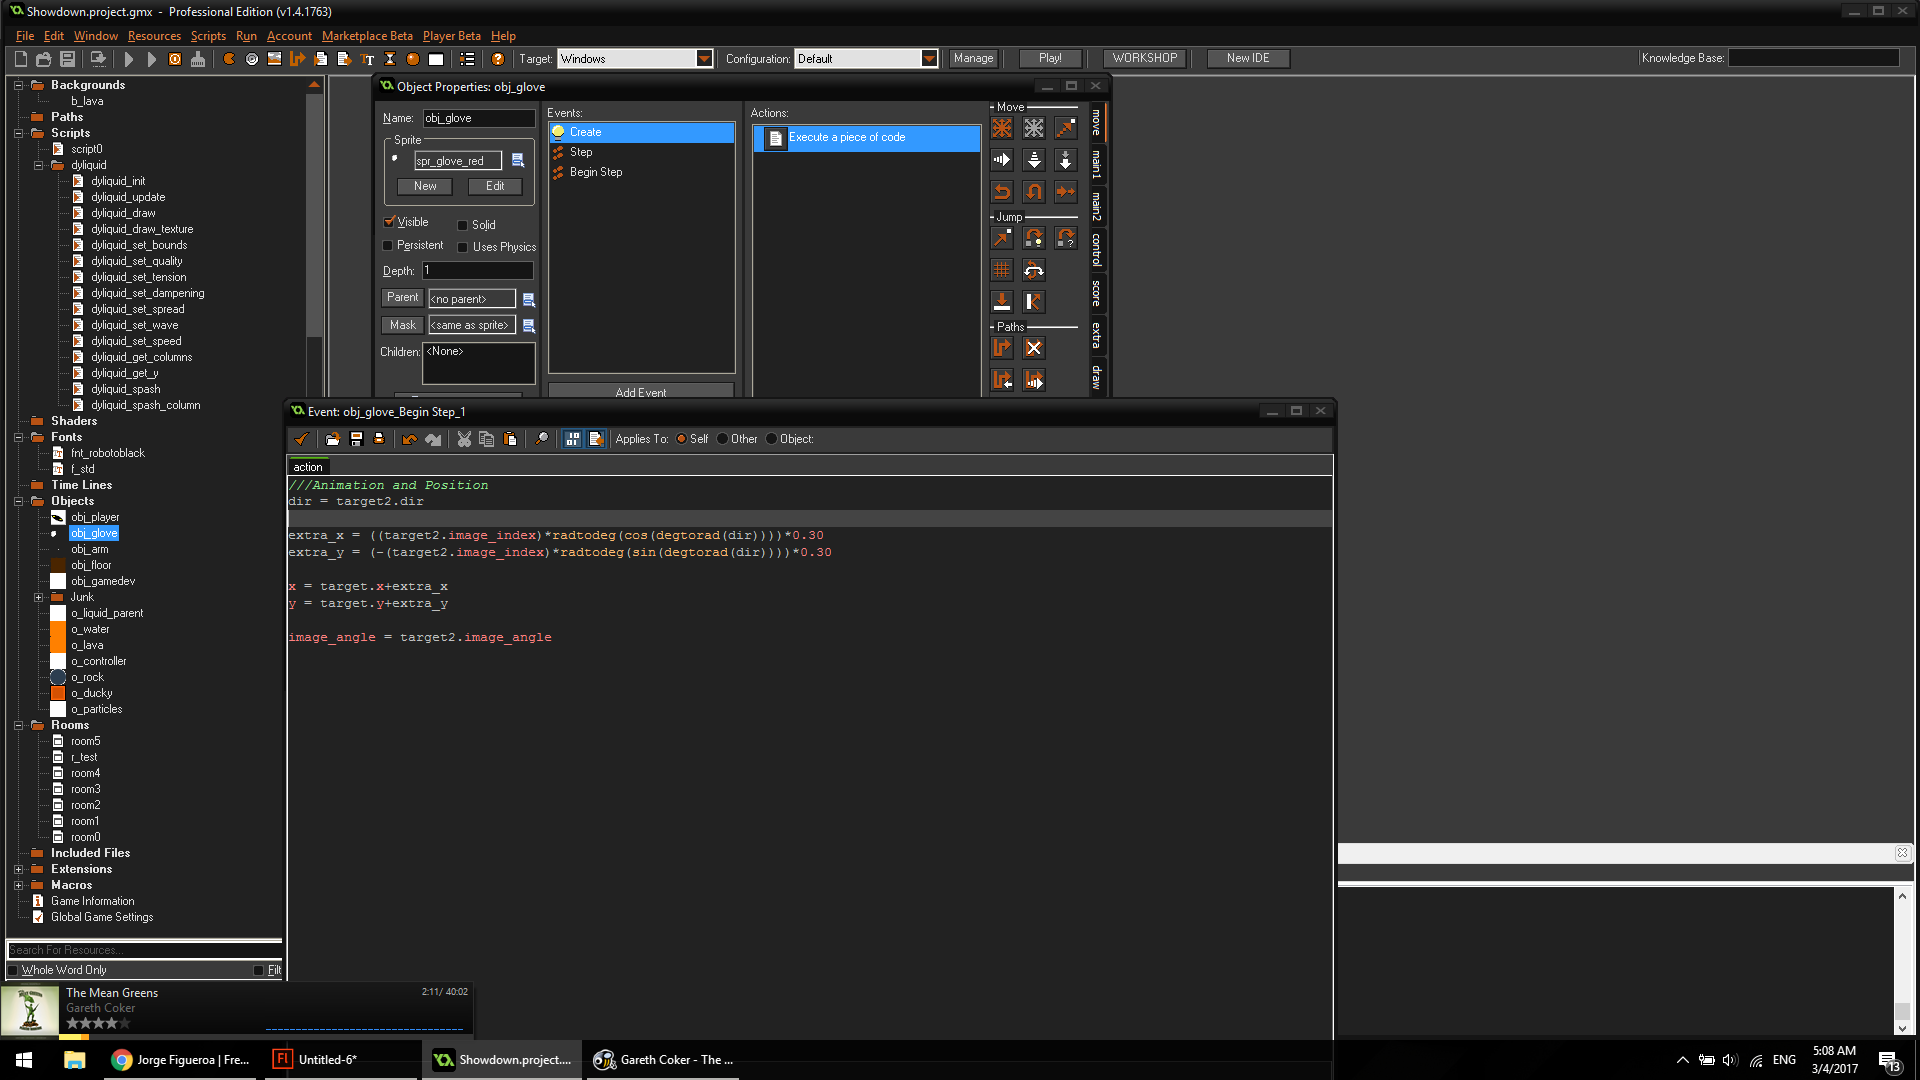 Showdown.project.gmx  -  Professional Edition (v1.4.1763)
File Edit Window Resources Scripts Run Account Marketplace Beta Player Beta Help
Target: Windows Configuration: Default Manage Play! WORKSHOP New IDE Knowledge Base:
Backgrounds
b_lava
Paths
Scripts
script0
dyliquid
dyliquid_init
dyliquid_update
dyliquid_draw
dyliquid_draw_texture
dyliquid_set_bounds
dyliquid_set_quality
dyliquid_set_tension
dyliquid_set_dampening
dyliquid_set_spread
dyliquid_set_wave
dyliquid_set_speed
dyliquid_get_columns
dyliquid_get_y
dyliquid_spash
dyliquid_spash_column
Shaders
Fonts
fnt_robotoblack
f_std
Time Lines
Objects
obj_player
obj_glove
obj_arm
obj_floor
obj_gamedev
Junk
o_liquid_parent
o_water
o_lava
o_controller
o_rock
o_ducky
o_particles
Rooms
room5
r_test
room4
room3
room2
room1
room0
Included Files
Extensions
Macros
Game Information
Global Game Settings
Search For Resources...
Whole Word Only Filt
Object Properties: obj_glove
Name: obj_glove
Sprite
spr_glove_red
New Edit
Visible Solid
Persistent Uses Physics
Depth: 1
Parent <no parent>
Mask <same as sprite>
Children: <None>
Events:
Create
Step
Begin Step
Add Event
Actions:
Execute a piece of code
Move
Jump
Paths
move
main1
main2
control
score
extra
draw
Event: obj_glove_Begin Step_1
Applies To: Self Other Object:
action
///Animation and Position
dir = target2.dir
extra_x = ((target2.image_index)*radtodeg(cos(degtorad(dir))))*0.30
extra_y = (-(target2.image_index)*radtodeg(sin(degtorad(dir))))*0.30
x = target.x+extra_x
y = target.y+extra_y
image_angle = target2.image_angle
The Mean Greens 2:11/ 40:02
Gareth Coker
Jorge Figueroa | Fre...
Fl Untitled-6*
Showdown.project....
Gareth Coker - The ...
ENG
5:08 AM
3/4/2017
13